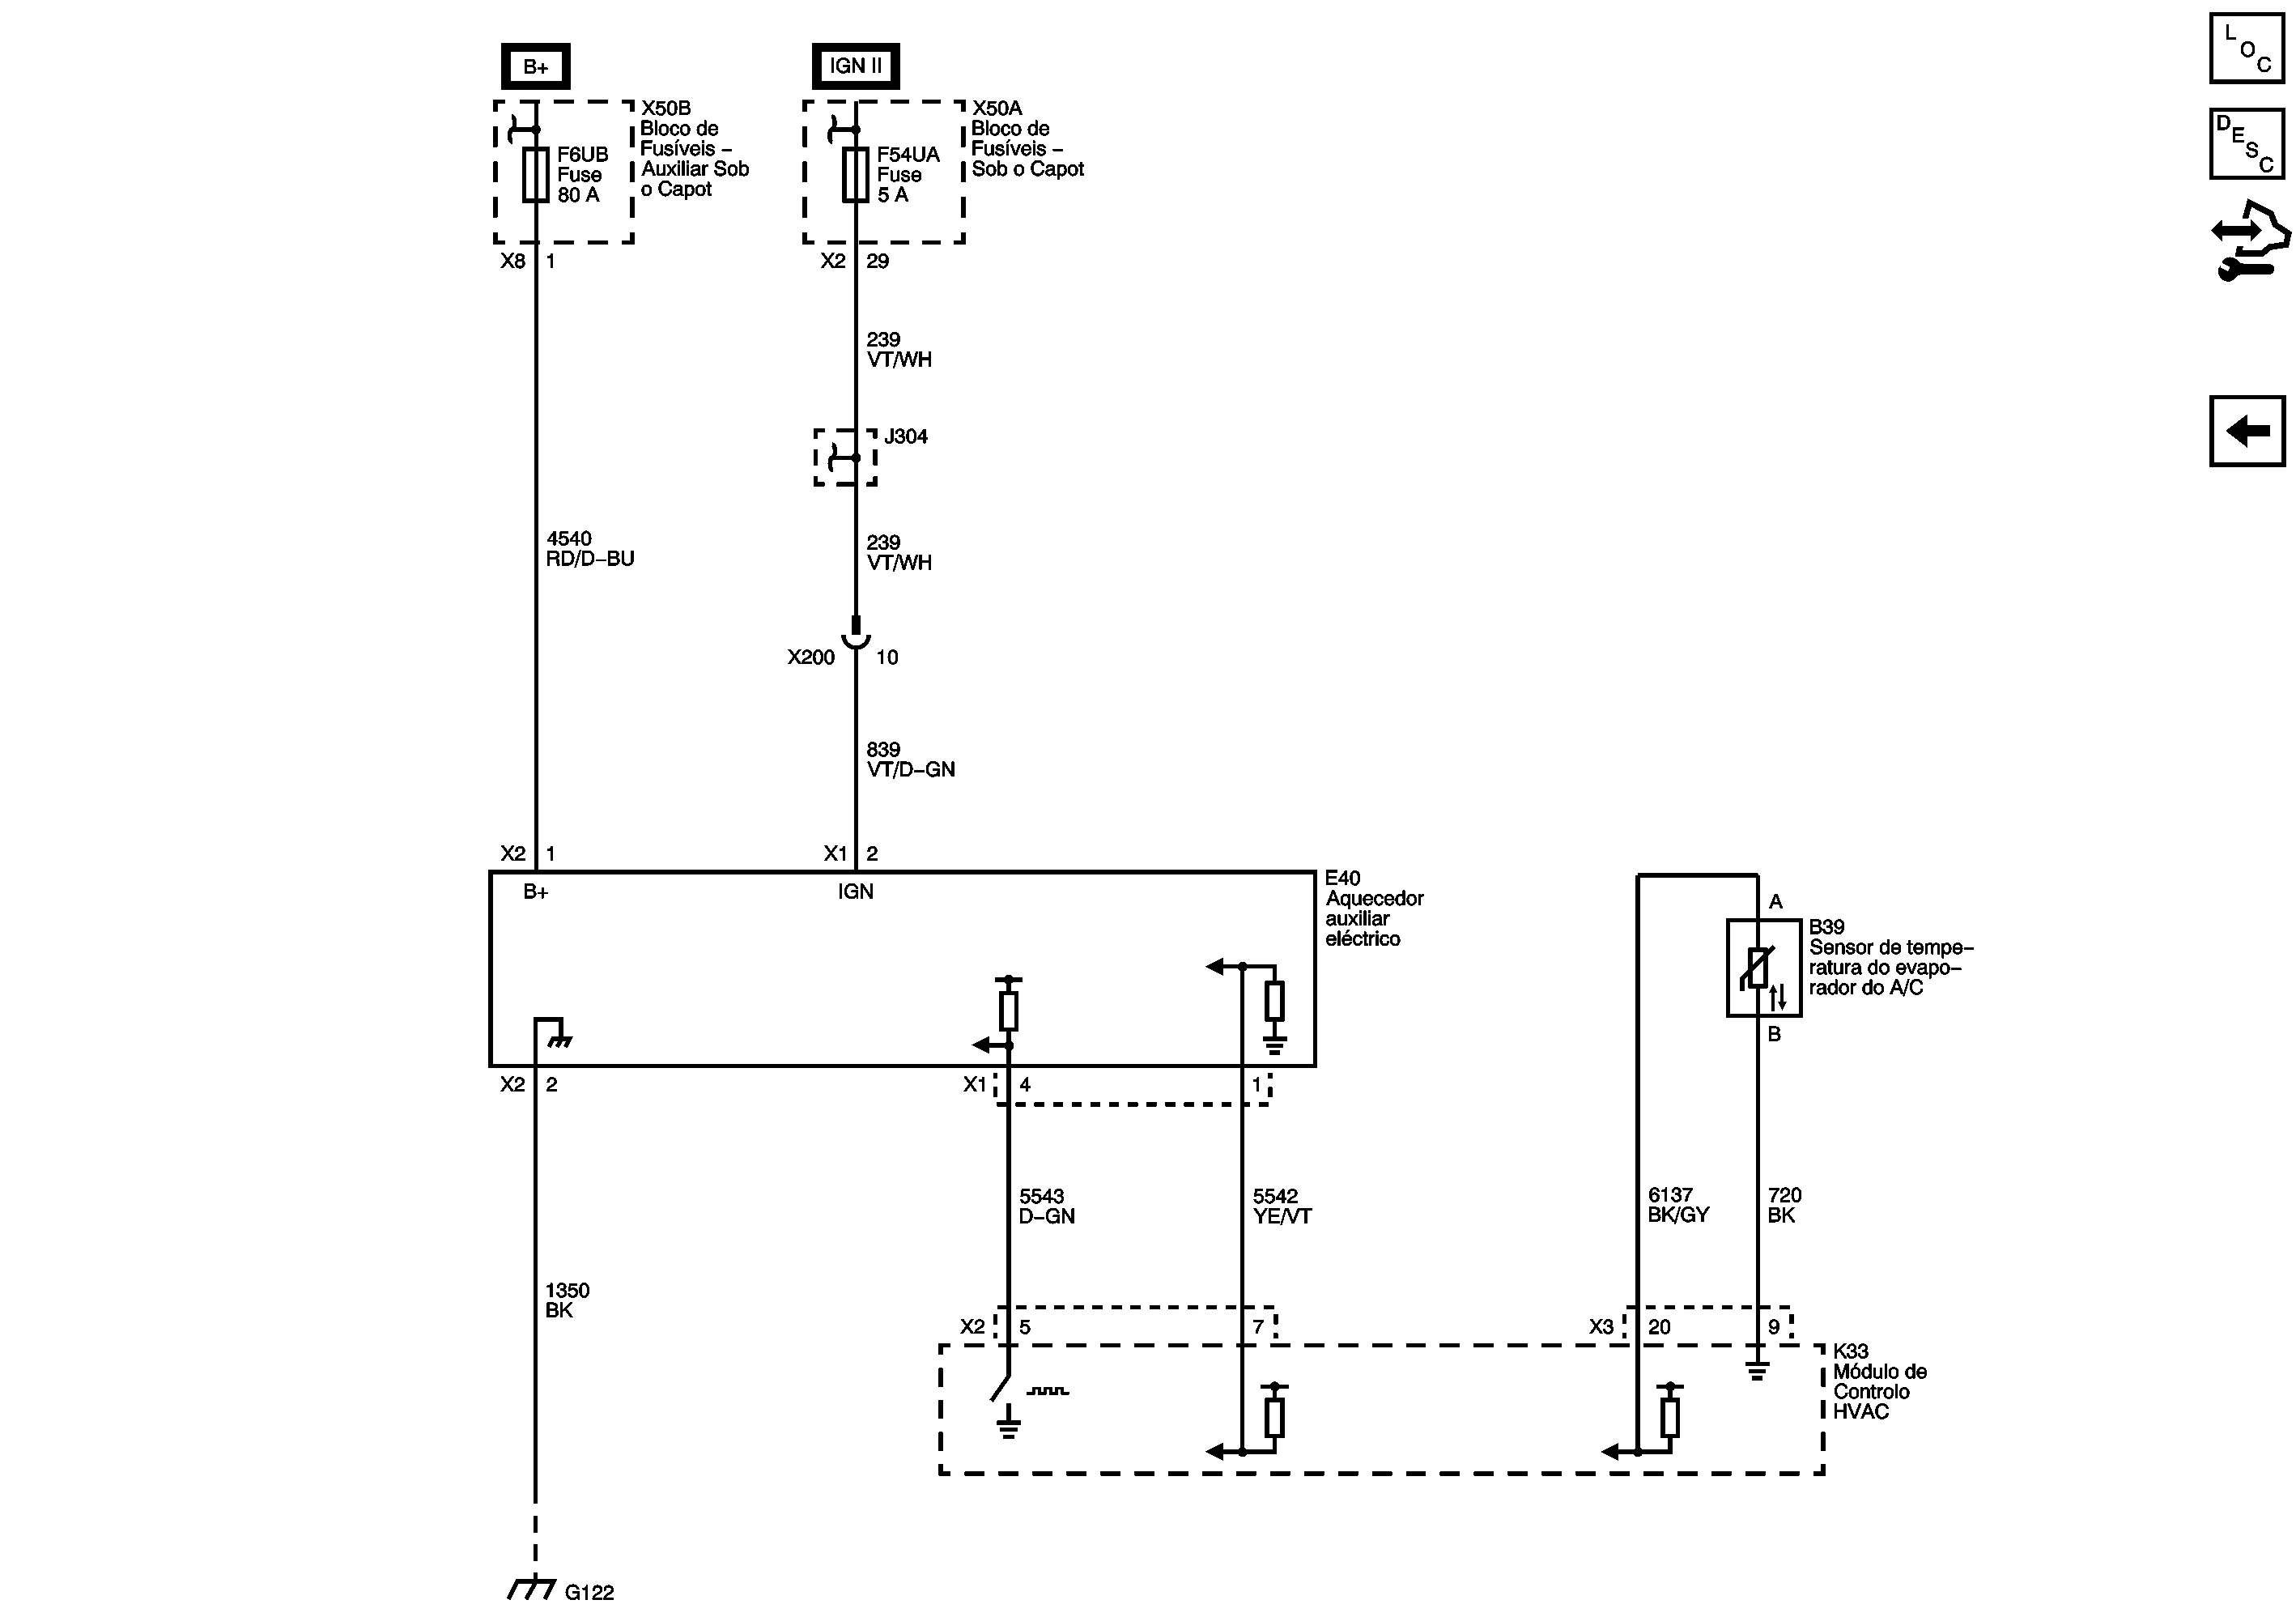 B+
IGN II
X50B
Bloco de
Fusíveis –
Auxiliar Sob
o Capot
F6UB
Fuse
80 A
X50A
Bloco de
Fusíveis –
Sob o Capot
F54UA
Fuse
5 A
X8 1
X2 29
239
VT/WH
J304
4540
RD/D–BU
239
VT/WH
X200 10
839
VT/D–GN
X2 1
X1 2
B+
IGN
E40
Aquecedor
auxiliar
eléctrico
A
B39
Sensor de tempe–
ratura do evapo–
rador do A/C
B
X2 2
X1 4
1
5543
D–GN
5542
YE/VT
6137
BK/GY
720
BK
1350
BK
X2 5
7
X3 20
9
K33
Módulo de
Controlo
HVAC
G122
LOC
DESC